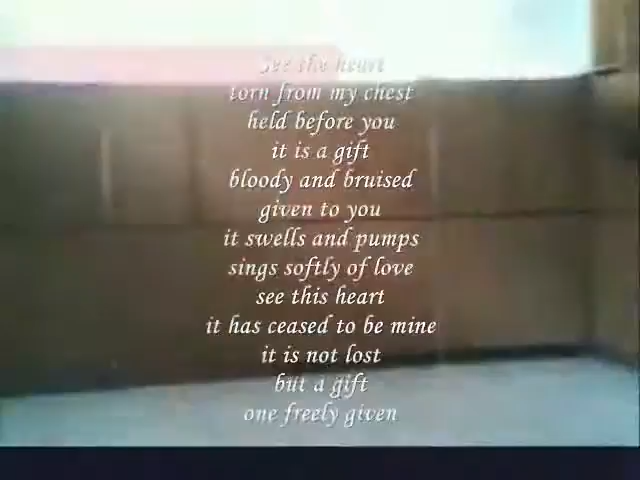 See the heart
torn from my chest
held before you
it is a gift
bloody and bruised
given to you
it swells and pumps
sings softly of love
see this heart
it has ceased to be mine
it is not lost
but a gift
one freely given